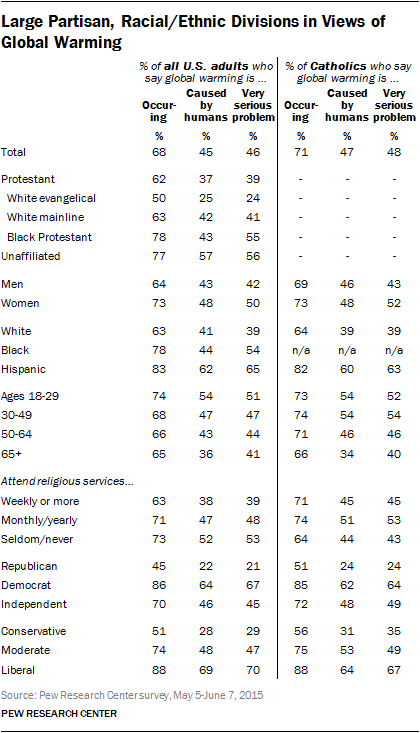 Large Partisan, Racial/Ethnic Divisions in Views of
Global Warming
% of all U.S. adults who say global warming is ... % of Catholics who say global warming is ...
Occur-ing Caused by humans Very serious problem Occur-ing Caused by humans Very serious problem
% % % % % %
Total 68 45 46 71 47 48
Protestant 62 37 39 - - -
White evangelical 50 25 24 - - -
White mainline 63 42 41 - - -
Black Protestant 78 43 55 - - -
Unaffiliated 77 57 56 - - -
Men 64 43 42 69 46 43
Women 73 48 50 73 48 52
White 63 41 39 64 39 39
Black 78 44 54 n/a n/a n/a
Hispanic 83 62 65 82 60 63
Ages 18-29 74 54 51 73 54 52
30-49 68 47 47 74 54 54
50-64 66 43 44 71 46 46
65+ 65 36 41 66 34 40
Attend religious services...
Weekly or more 63 38 39 71 45 45
Monthly/yearly 71 47 48 74 51 53
Seldom/never 73 52 53 64 44 43
Republican 45 22 21 51 24 24
Democrat 86 64 67 85 62 64
Independent 70 46 45 72 48 49
Conservative 51 28 29 56 31 35
Moderate 74 48 47 75 53 49
Liberal 88 69 70 88 64 67
Source: Pew Research Center survey, May 5-June 7, 2015
PEW RESEARCH CENTER